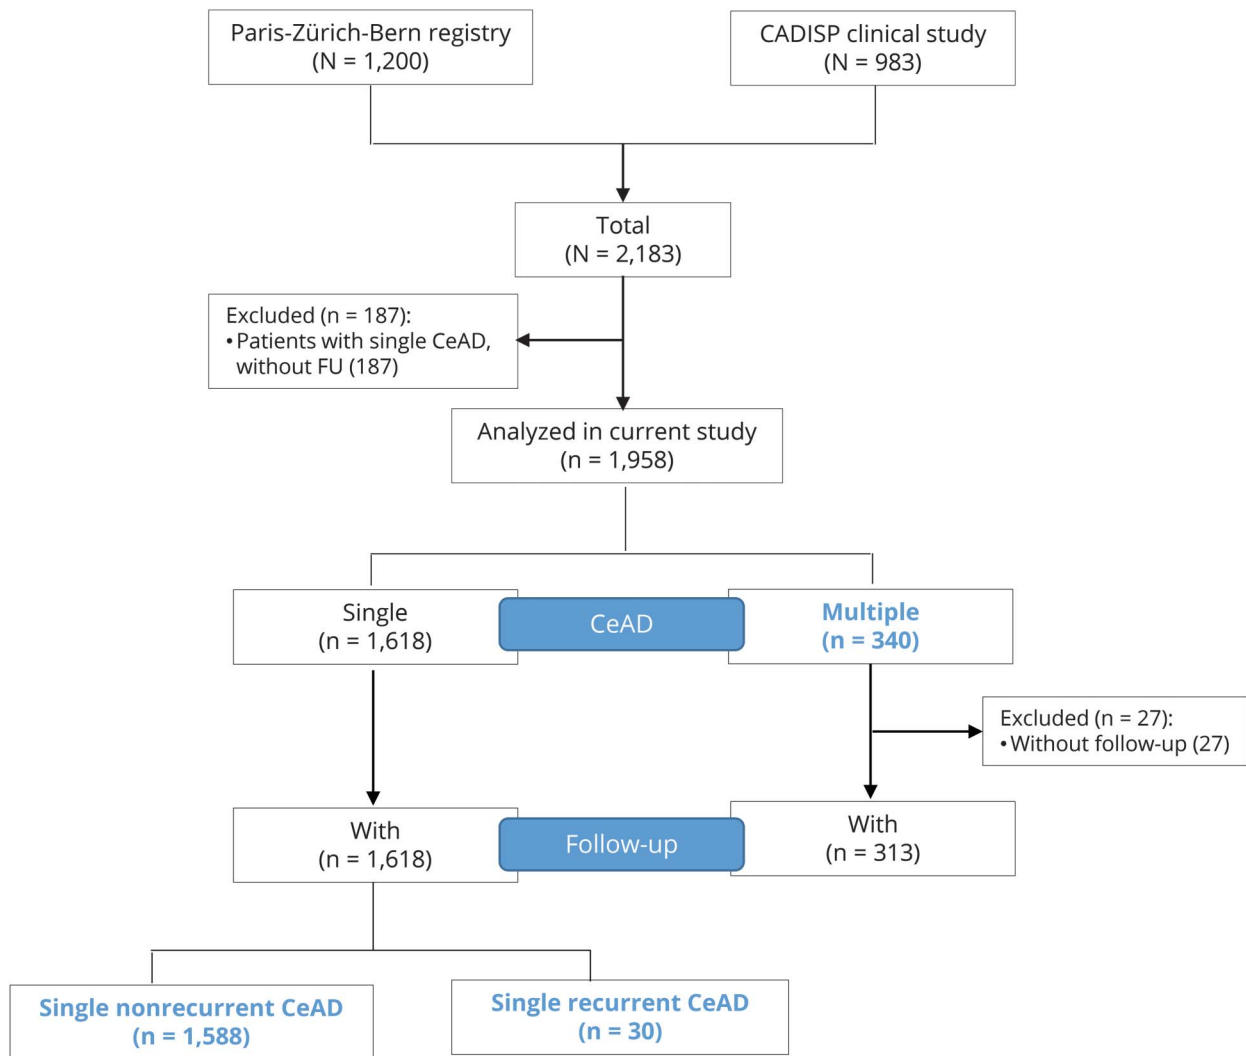 Paris-Zürich-Bern registry
(N = 1,200)
CADISP clinical study
(N = 983)
Total
(N = 2,183)
Excluded (n = 187):
• Patients with single CeAD,
without FU (187)
Analyzed in current study
(n = 1,958)
Single
(n = 1,618)
CeAD
Multiple
(n = 340)
Excluded (n = 27):
• Without follow-up (27)
With
(n = 1,618)
Follow-up
With
(n = 313)
Single nonrecurrent CeAD
(n = 1,588)
Single recurrent CeAD
(n = 30)